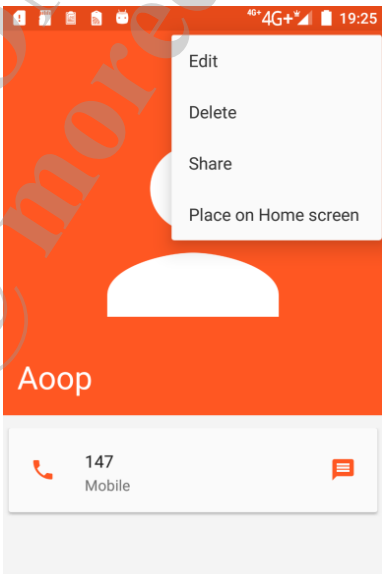 4G+ 4G+ 19:25
Edit
Delete
Share
Place on Home screen
Aoop
147
Mobile